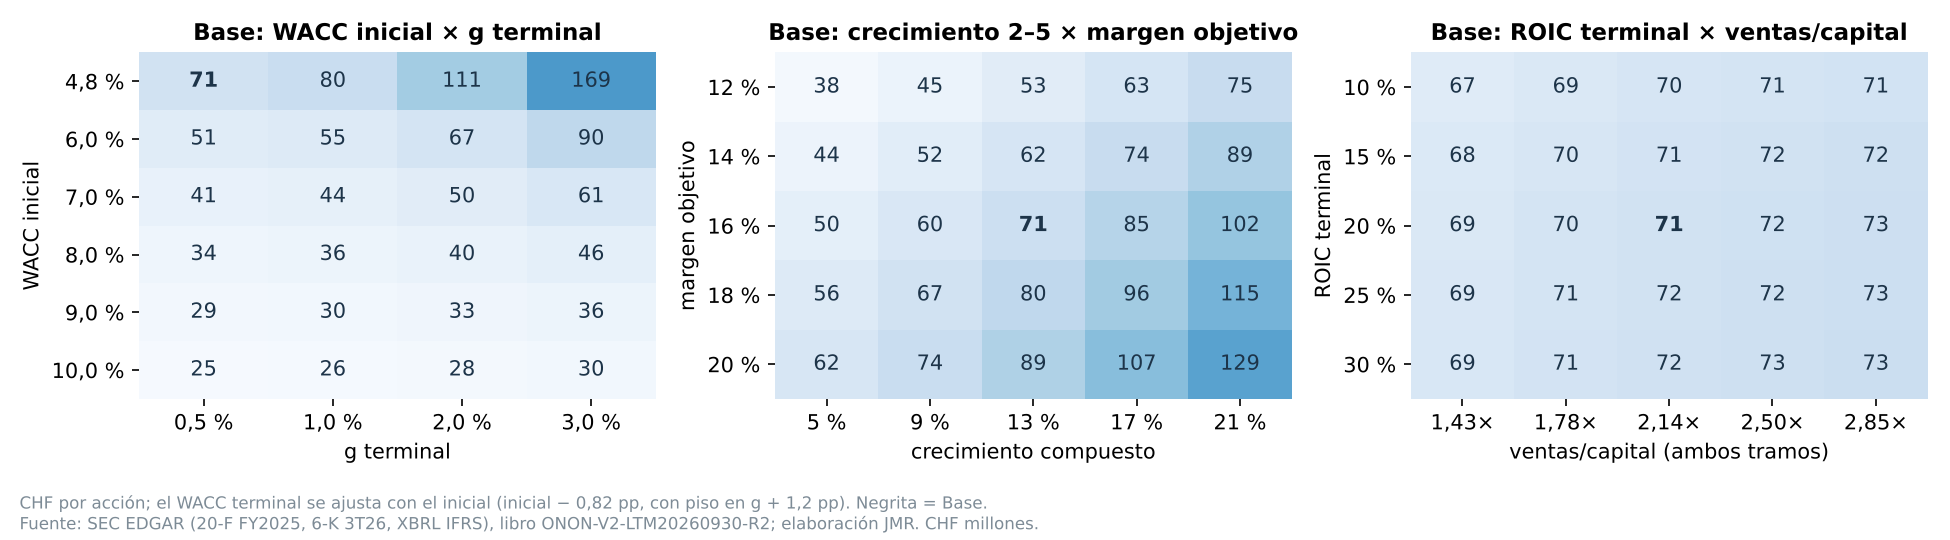 Base: WACC inicial × g terminal
WACC inicial
4,8 % 71 80 111 169
6,0 % 51 55 67 90
7,0 % 41 44 50 61
8,0 % 34 36 40 46
9,0 % 29 30 33 36
10,0 % 25 26 28 30
0,5 % 1,0 % 2,0 % 3,0 %
g terminal
Base: crecimiento 2–5 × margen objetivo
margen objetivo
12 % 38 45 53 63 75
14 % 44 52 62 74 89
16 % 50 60 71 85 102
18 % 56 67 80 96 115
20 % 62 74 89 107 129
5 % 9 % 13 % 17 % 21 %
crecimiento compuesto
Base: ROIC terminal × ventas/capital
ROIC terminal
10 % 67 69 70 71 71
15 % 68 70 71 72 72
20 % 69 70 71 72 73
25 % 69 71 72 72 73
30 % 69 71 72 73 73
1,43× 1,78× 2,14× 2,50× 2,85×
ventas/capital (ambos tramos)
CHF por acción; el WACC terminal se ajusta con el inicial (inicial − 0,82 pp, con piso en g + 1,2 pp). Negrita = Base.
Fuente: SEC EDGAR (20-F FY2025, 6-K 3T26, XBRL IFRS), libro ONON-V2-LTM20260930-R2; elaboración JMR. CHF millones.